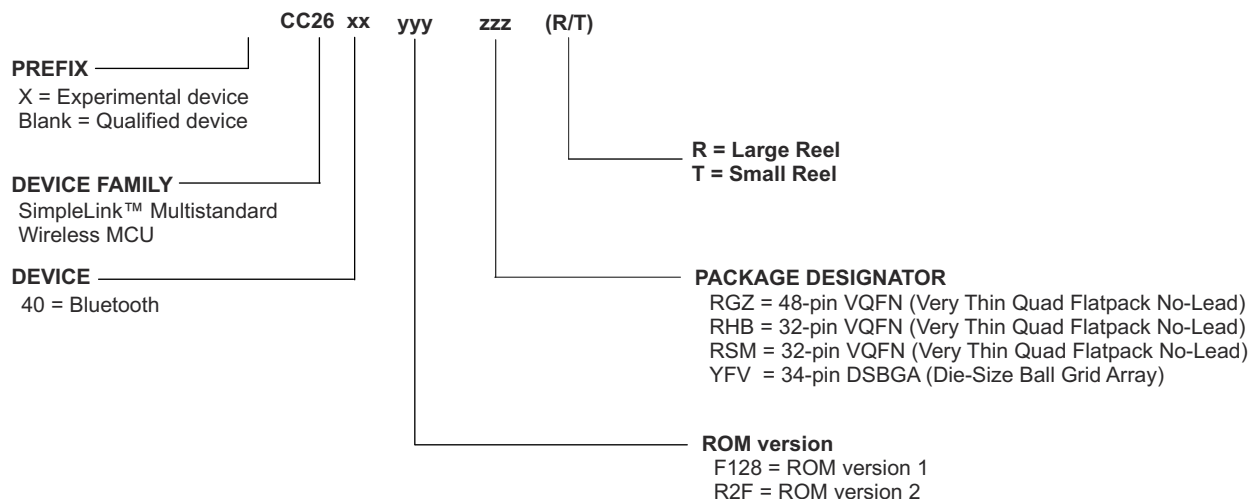 CC26 xx yyy zzz (R/T)
PREFIX
X = Experimental device
Blank = Qualified device
R = Large Reel
T = Small Reel
DEVICE FAMILY
SimpleLink™ Multistandard
Wireless MCU
DEVICE
40 = Bluetooth
PACKAGE DESIGNATOR
RGZ = 48-pin VQFN (Very Thin Quad Flatpack No-Lead)
RHB = 32-pin VQFN (Very Thin Quad Flatpack No-Lead)
RSM = 32-pin VQFN (Very Thin Quad Flatpack No-Lead)
YFV = 34-pin DSBGA (Die-Size Ball Grid Array)
ROM version
F128 = ROM version 1
R2F = ROM version 2